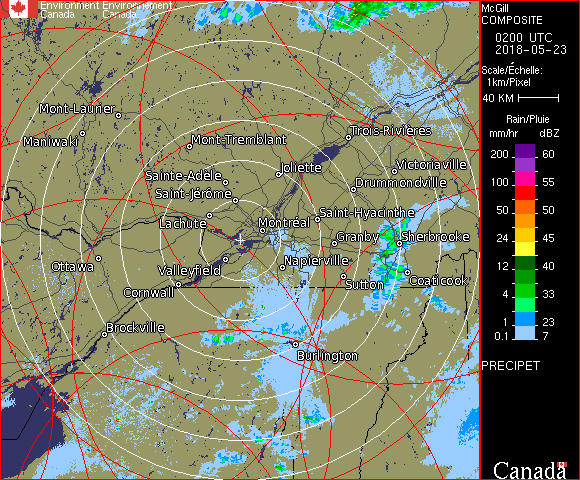 Environment Environnement
Canada Canada
McGill
COMPOSITE
0200 UTC
2018-05-23
Scale/Échelle:
1km/Pixel
40 KM
Rain/Pluie
mm/hr dBZ
200 60
150 57
100 55
50 50
24 45
12 40
4 33
1 23
0.1 7
PRECIPET
Canada
Mont-Laurier
Maniwaki
Mont-Tremblant
Trois-Rivières
Sainte-Adèle
Joliette
Victoriaville
Saint-Jérôme
Drummondville
Lachute
Montréal
Saint-Hyacinthe
Granby
Sherbrooke
Ottawa
Valleyfield
Napierville
Cornwall
Sutton
Coaticook
Brockville
Burlington